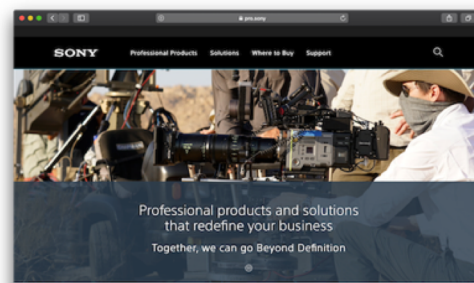 pro.sony
SONY
Professional Products Solutions Where to Buy Support
Professional products and solutions
that redefine your business
Together, we can go Beyond Definition